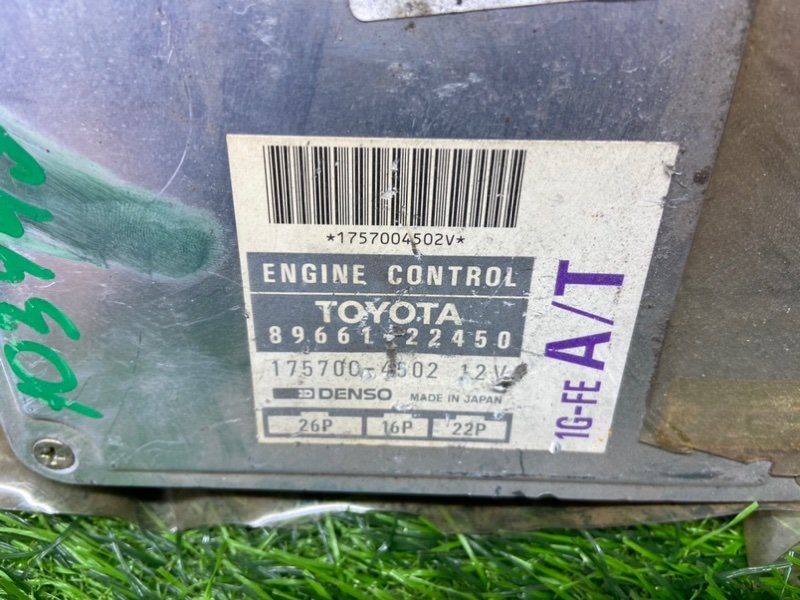 *1757004502V*
ENGINE CONTROL
TOYOTA
89661-22450
175700-4502 12V
DENSO MADE IN JAPAN
26P 16P 22P
1G-FE A/T